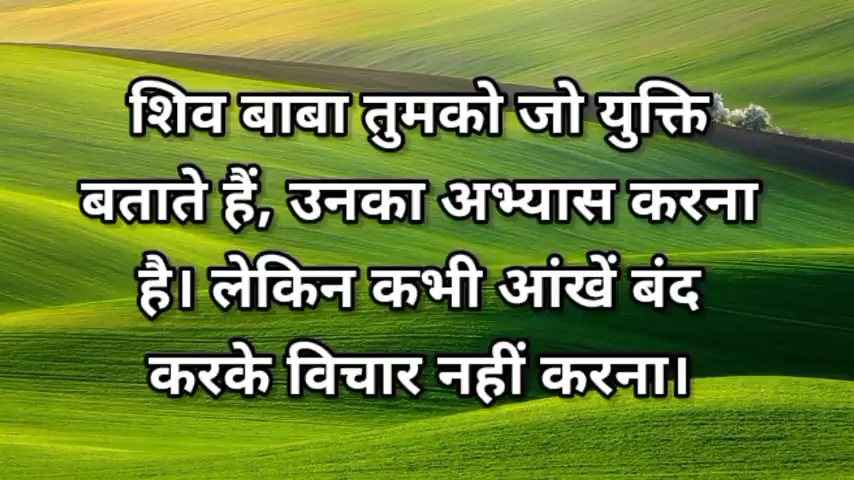 शिव बाबा तुमको जो युक्ति
बताते हैं, उनका अभ्यास करना
है। लेकिन कभी आंखें बंद
करके विचार नहीं करना।